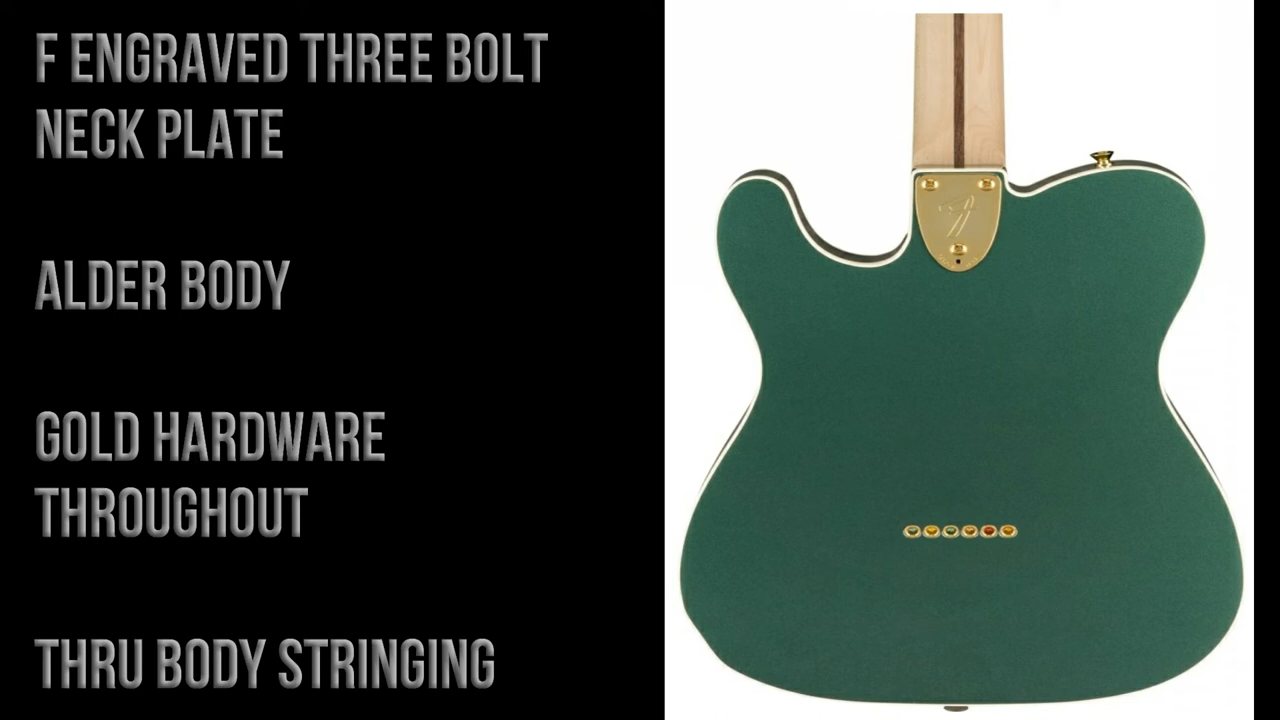 F ENGRAVED THREE BOLT
NECK PLATE
ALDER BODY
GOLD HARDWARE
THROUGHOUT
THRU BODY STRINGING
F